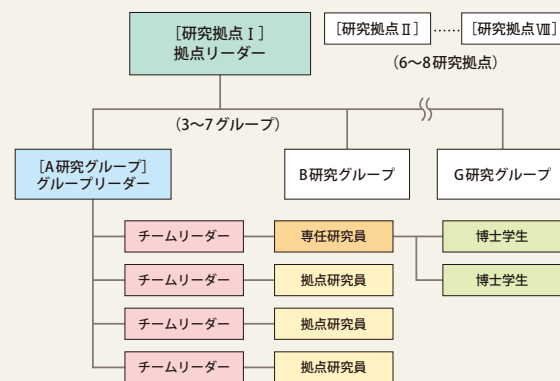 [研究拠点Ⅰ]
拠点リーダー
[研究拠点Ⅱ]……[研究拠点Ⅷ]
(6〜8研究拠点)
(3〜7グループ)
[A研究グループ]
グループリーダー
B研究グループ
G研究グループ
チームリーダー 専任研究員 博士学生
チームリーダー 拠点研究員 博士学生
チームリーダー 拠点研究員
チームリーダー 拠点研究員